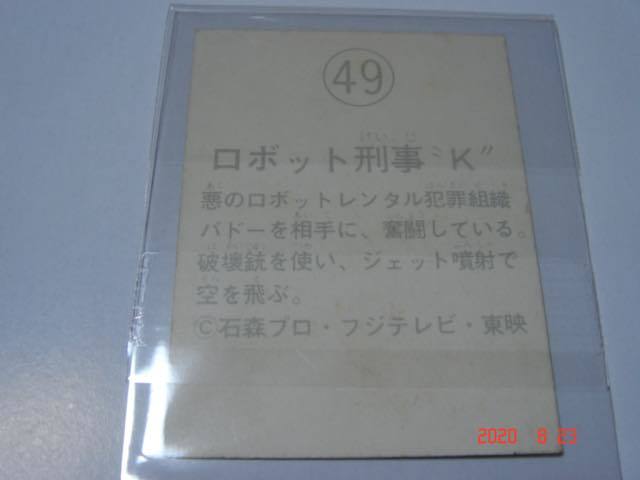 49
ロボット刑事〝K〟
悪のロボットレンタル犯罪組織
バドーを相手に、奮闘している。
破壊銃を使い、ジェット噴射で
空を飛ぶ。
©石森プロ・フジテレビ・東映
2020 8 23